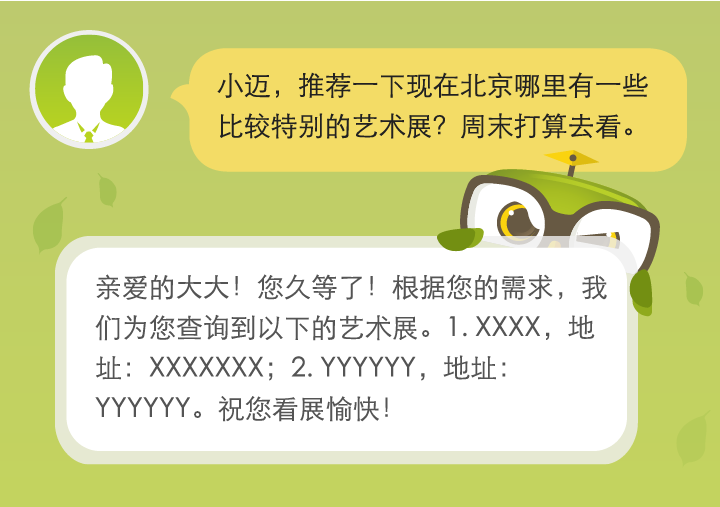 小迈，推荐一下现在北京哪里有一些
比较特别的艺术展？周末打算去看。
亲爱的大大！您久等了！根据您的需求，我
们为您查询到以下的艺术展。1. XXXX，地
址：XXXXXXX；2. YYYYYY，地址：
YYYYYY。祝您看展愉快！